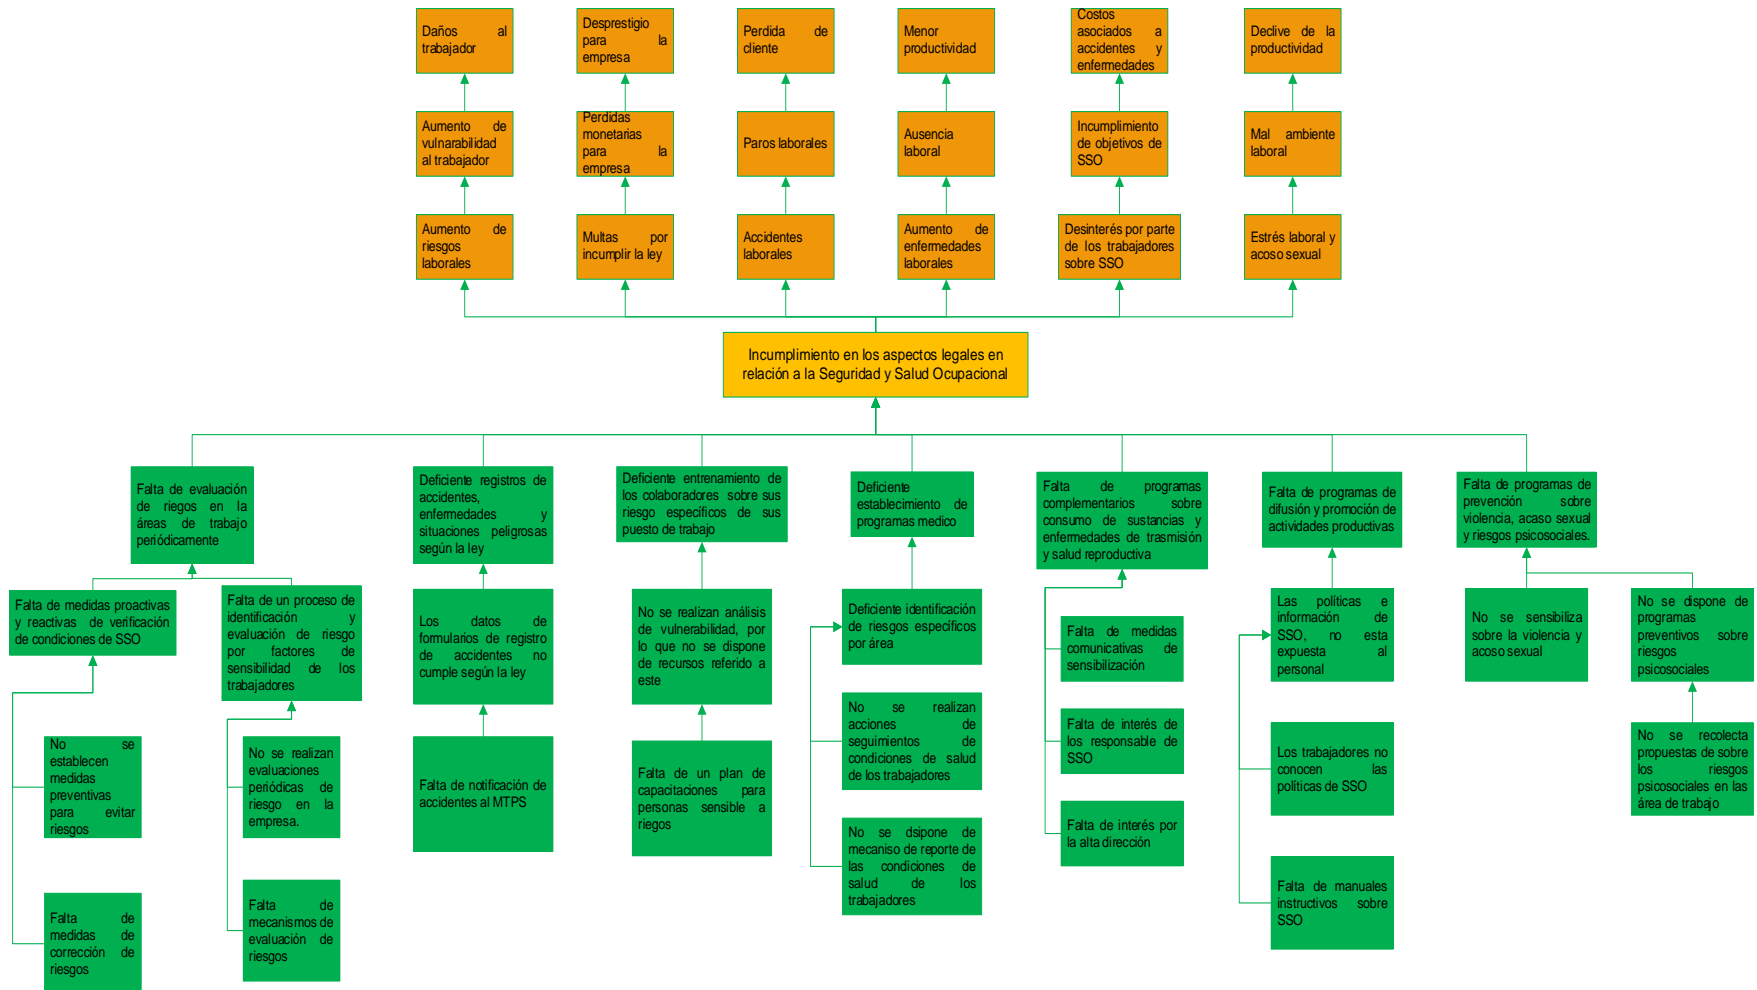 Daños al
trabajador
Desprestigio
para la
empresa
Perdida de
cliente
Menor
productividad
Costos
asociados a
accidentes y
enfermedades
Declive de la
productividad
Aumento de
vulnarabilidad
al trabajador
Perdidas
monetarias
para la
empresa
Paros laborales
Ausencia
laboral
Incumplimiento
de objetivos de
SSO
Mal ambiente
laboral
Aumento de
riesgos
laborales
Multas por
incumplir la ley
Accidentes
laborales
Aumento de
enfermedades
laborales
Desinterés por parte
de los trabajadores
sobre SSO
Estrés laboral y
acoso sexual
Incumplimiento en los aspectos legales en
relación a la Seguridad y Salud Ocupacional
Falta de evaluación
de riegos en la
áreas de trabajo
periódicamente
Deficiente registros de
accidentes,
enfermedades y
situaciones peligrosas
según la ley
Deficiente entrenamiento de
los colaboradores sobre sus
riesgo específicos de sus
puesto de trabajo
Deficiente
establecimiento de
programas medico
Falta de programas
complementarios sobre
consumo de sustancias y
enfermedades de trasmisión
y salud reproductiva
Falta de programas de
difusión y promoción de
actividades productivas
Falta de programas de
prevención sobre
violencia, acaso sexual
y riesgos psicosociales.
Falta de medidas proactivas
y reactivas de verificación
de condiciones de SSO
Falta de un proceso de
identificación y
evaluación de riesgo
por factores de
sensibilidad de los
trabajadores
Los datos de
formularios de registro
de accidentes no
cumple según la ley
No se realizan análisis
de vulnerabilidad, por
lo que no se dispone
de recursos referido a
este
Deficiente identificación
de riesgos específicos
por área
Falta de medidas
comunicativas de
sensibilización
Las políticas e
información de
SSO, no esta
expuesta al
personal
No se sensibiliza
sobre la violencia y
acoso sexual
No se dispone de
programas
preventivos sobre
riesgos
psicosociales
No se
establecen
medidas
preventivas
para evitar
riesgos
No se realizan
evaluaciones
periódicas de
riesgo en la
empresa.
Falta de notificación de
accidentes al MTPS
Falta de un plan de
capacitaciones para
personas sensible a
riegos
No se realizan
acciones de
seguimientos de
condiciones de salud
de los trabajadores
Falta de interés de
los responsable de
SSO
Los trabajadores no
conocen las
políticas de SSO
No se recolecta
propuestas de sobre
los riesgos
psicosociales en las
área de trabajo
Falta de
medidas de
corrección de
riesgos
Falta de
mecanismos de
evaluación de
riesgos
No se dsipone de
mecaniso de reporte de
las condiciones de
salud de los
trabajadores
Falta de interés por
la alta dirección
Falta de manuales
instructivos sobre
SSO